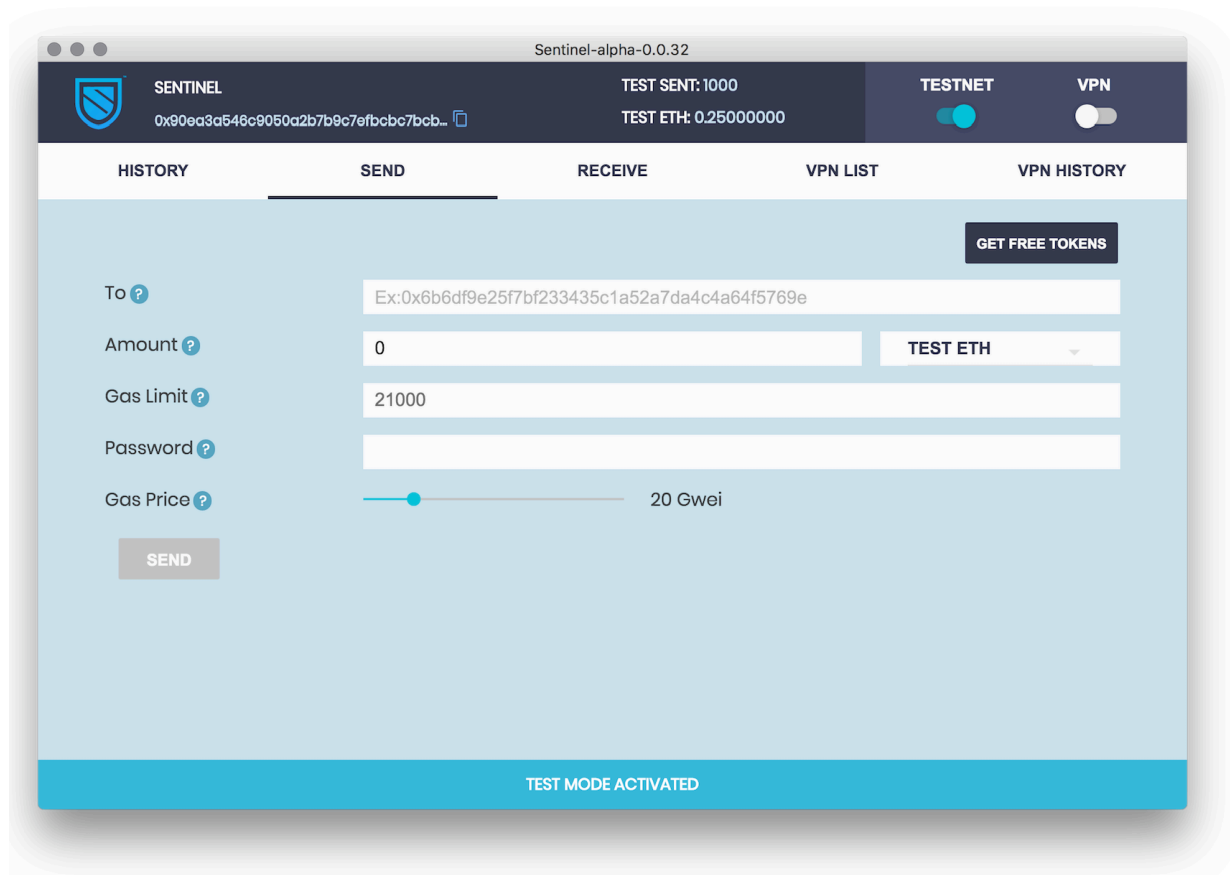 Sentinel-alpha-0.0.32
SENTINEL
0x90ea3a546c9050a2b7b9c7efbcbc7bcb...
TEST SENT: 1000
TEST ETH: 0.25000000
TESTNET
VPN
HISTORY SEND RECEIVE VPN LIST VPN HISTORY
GET FREE TOKENS
To ? Ex:0x6b6df9e25f7bf233435c1a52a7da4c4a64f5769e
Amount ? 0 TEST ETH
Gas Limit ? 21000
Password ?
Gas Price ? 20 Gwei
SEND
TEST MODE ACTIVATED